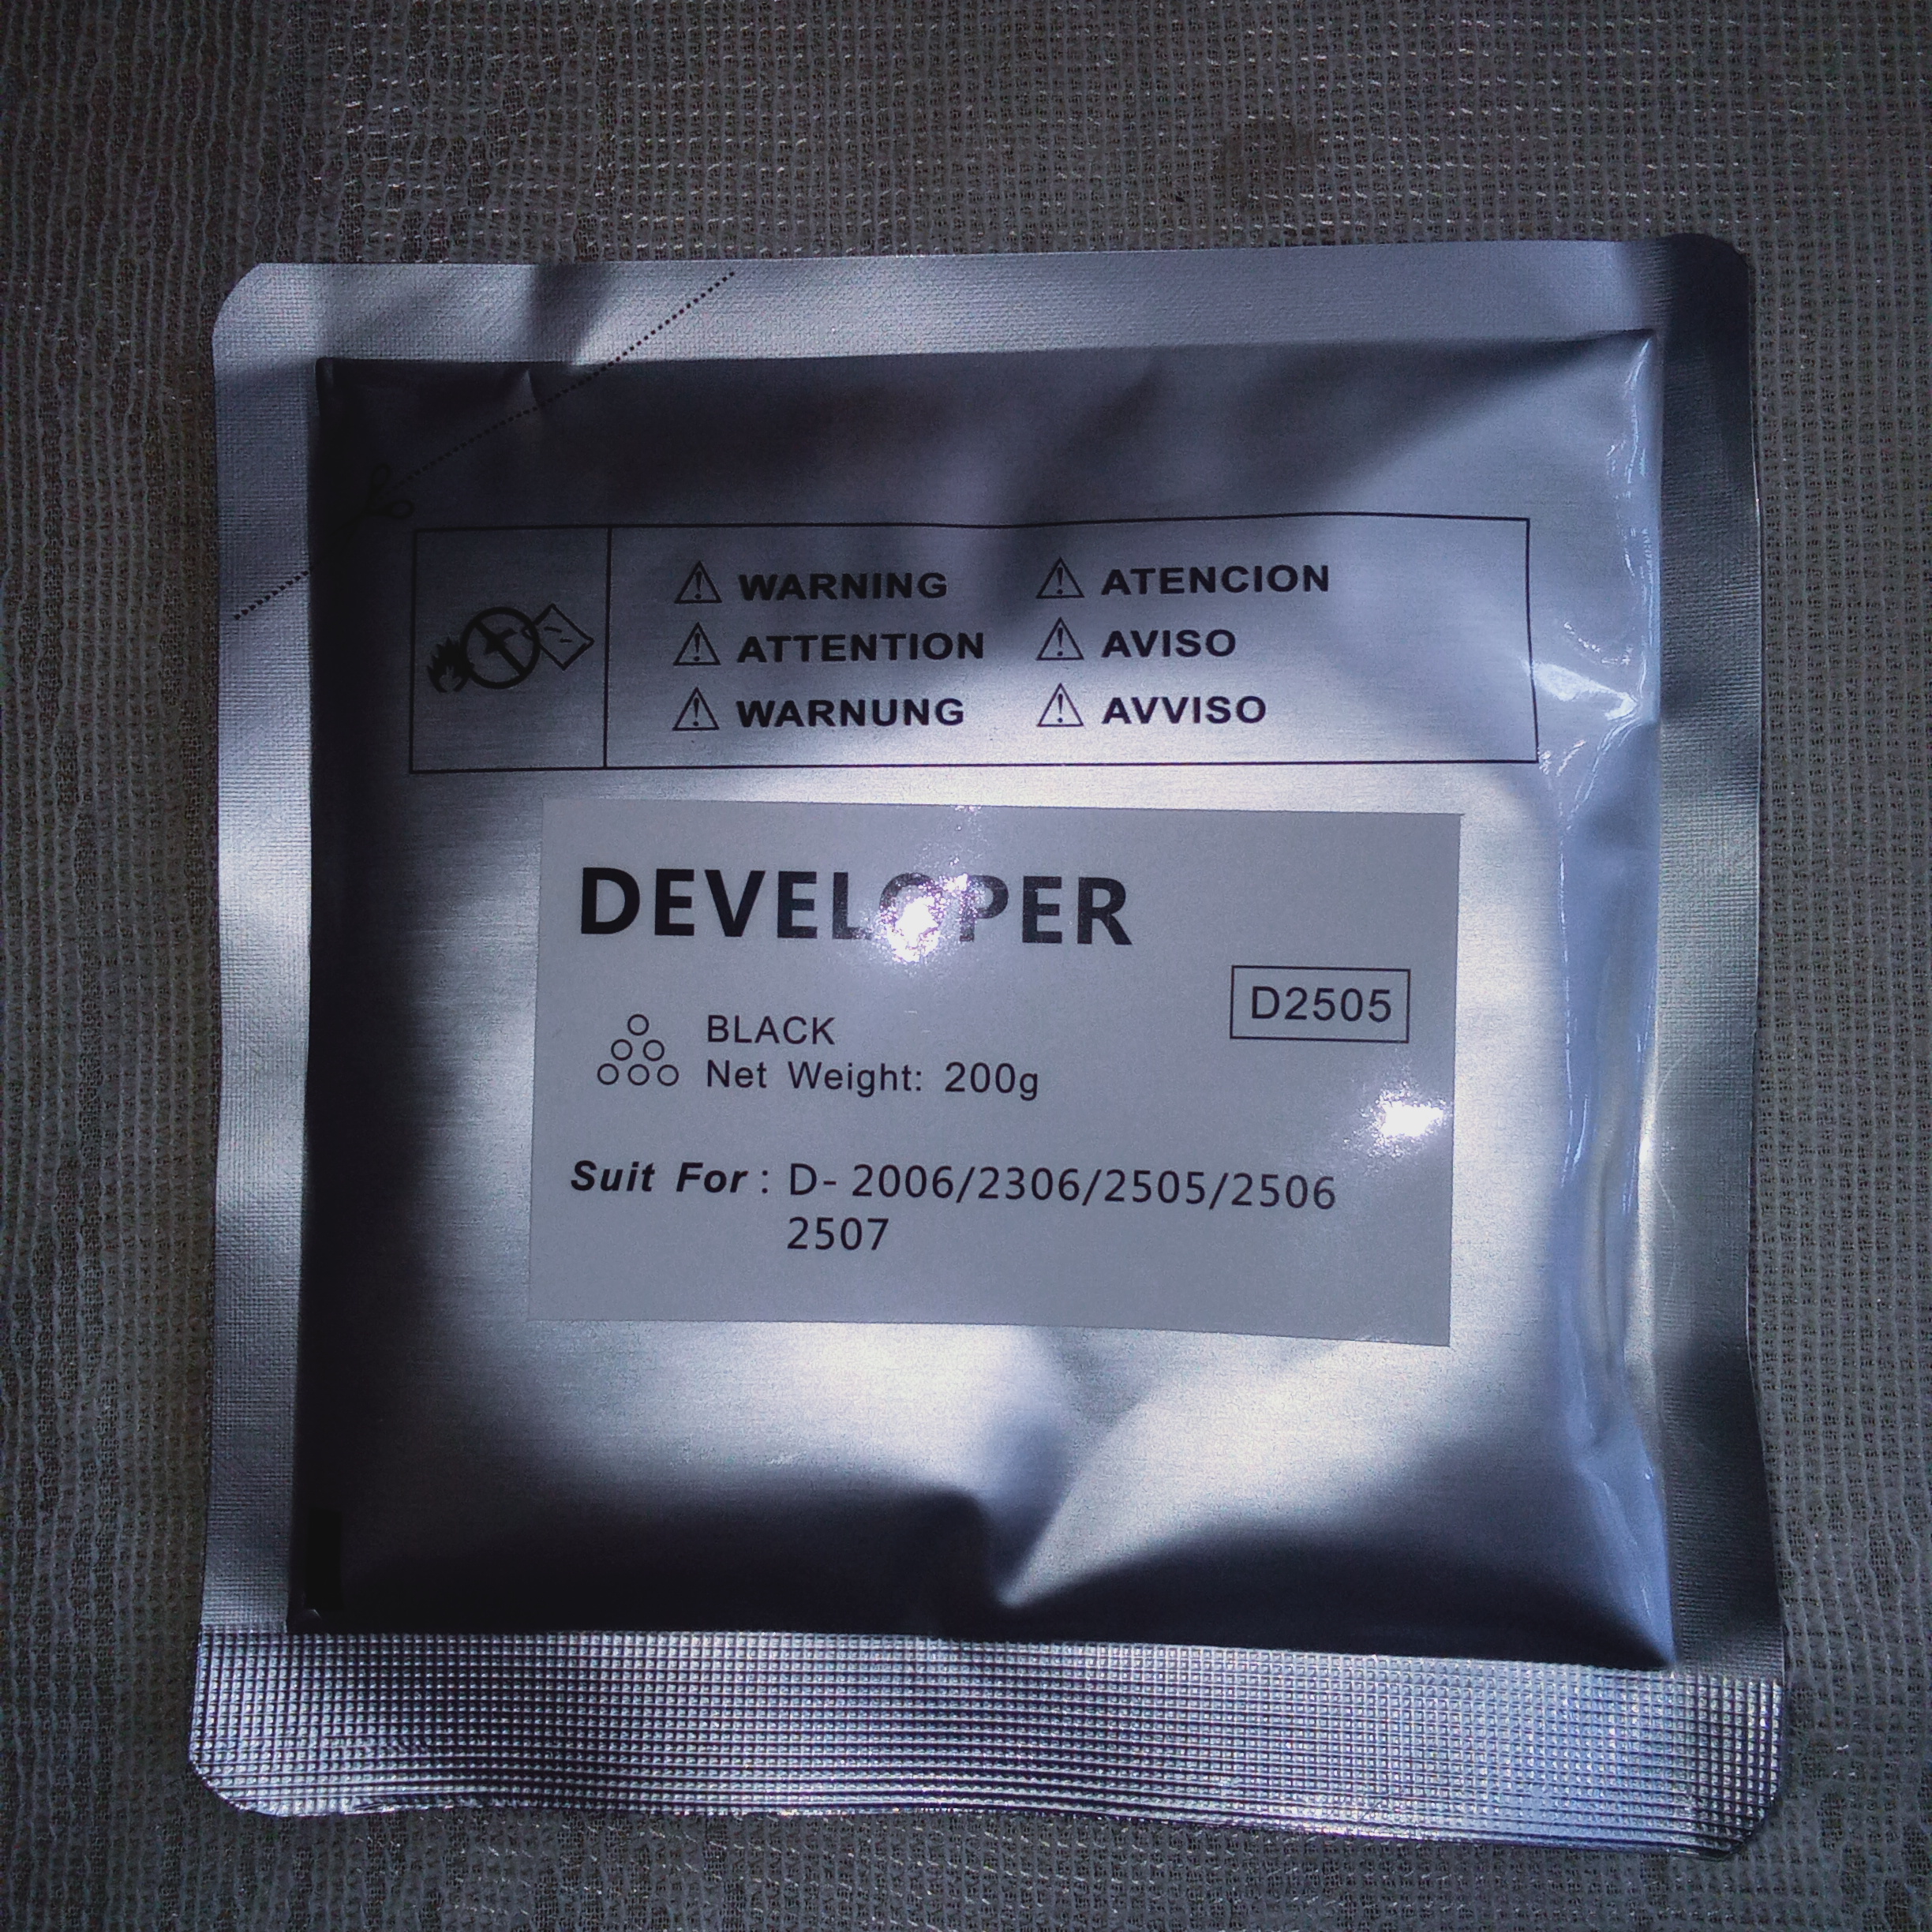 WARNING
ATENCION
ATTENTION
AVISO
WARNUNG
AVVISO
DEVELOPER
D2505
BLACK
Net Weight: 200g
Suit For : D- 2006/2306/2505/2506
2507